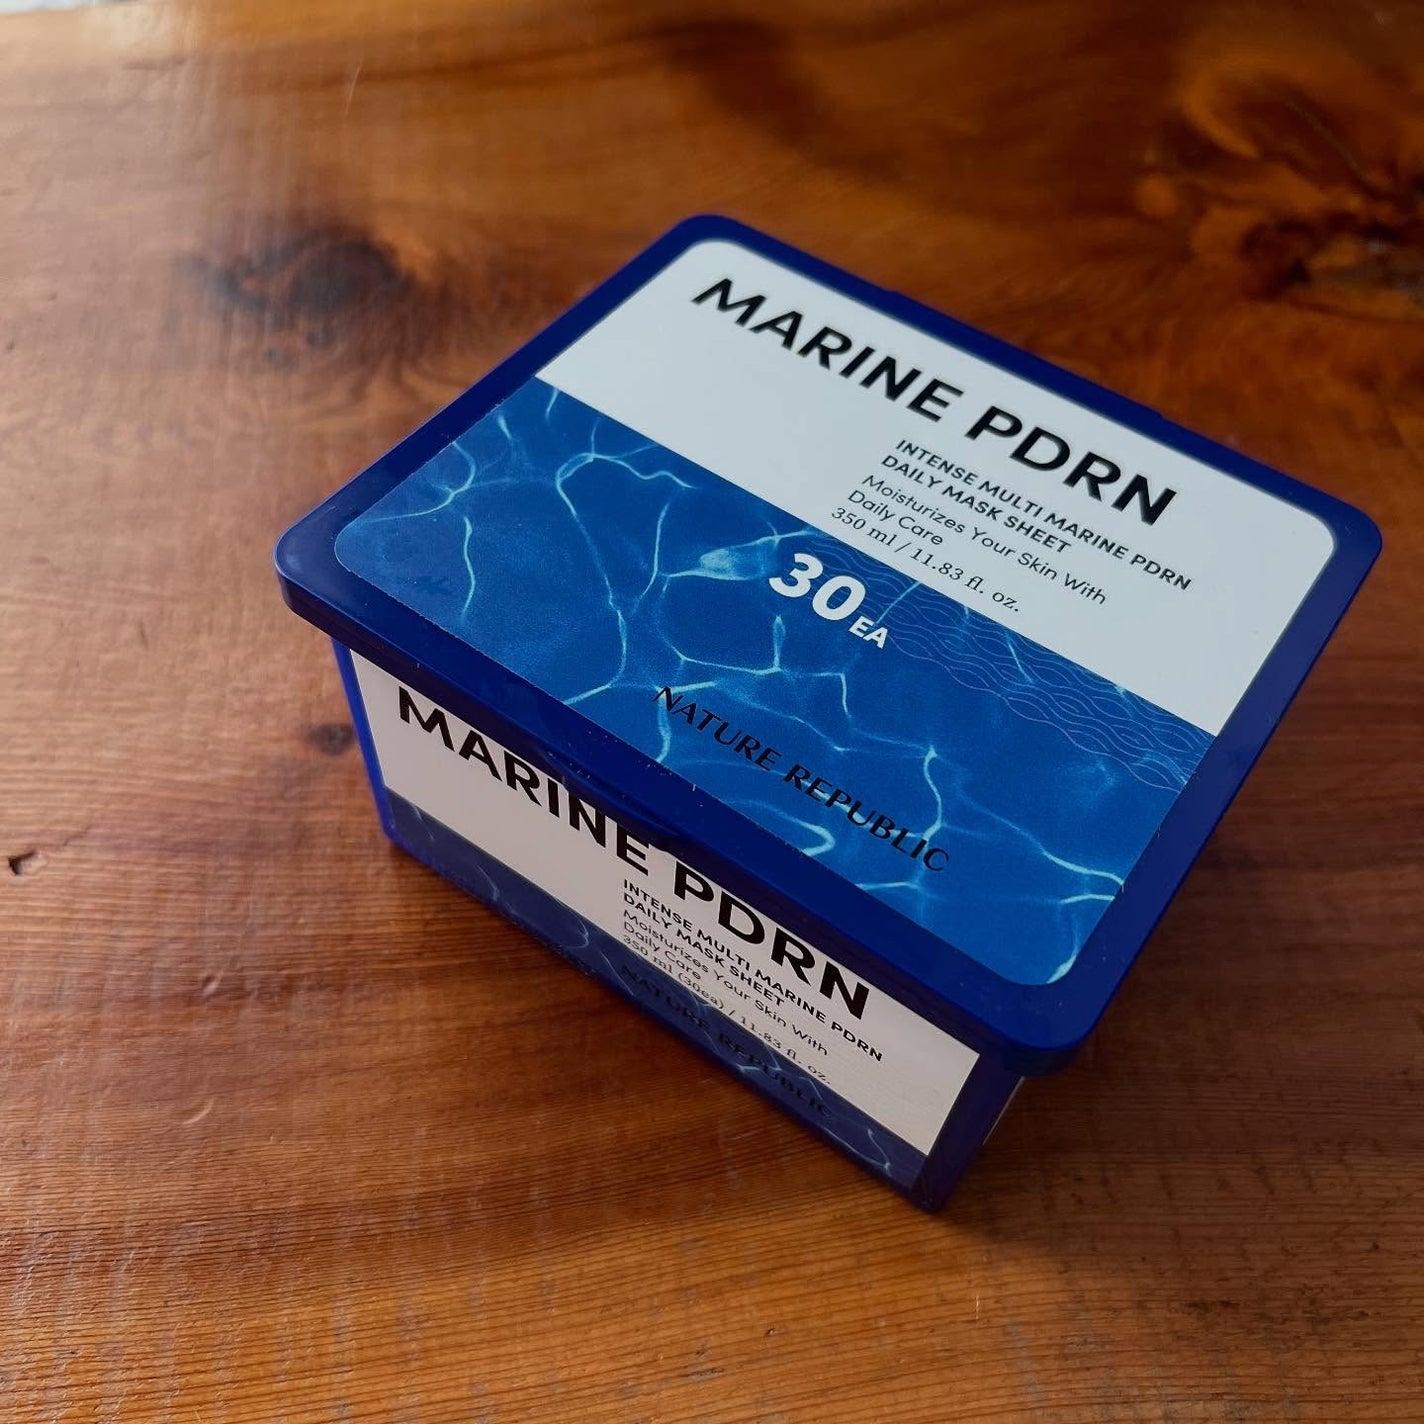 MARINE PDRN
INTENSE MULTI MARINE PDRN
DAILY MASK SHEET
Moisturizes Your Skin With
Daily Care
350 ml / 11.83 fl. oz.
30EA
NATURE REPUBLIC
MARINE PDRN
INTENSE MULTI MARINE PDRN
DAILY MASK SHEET
Moisturizes Your Skin With
Daily Care
350 ml (30ea) / 11.83 fl. oz.
NATURE REPUBLIC